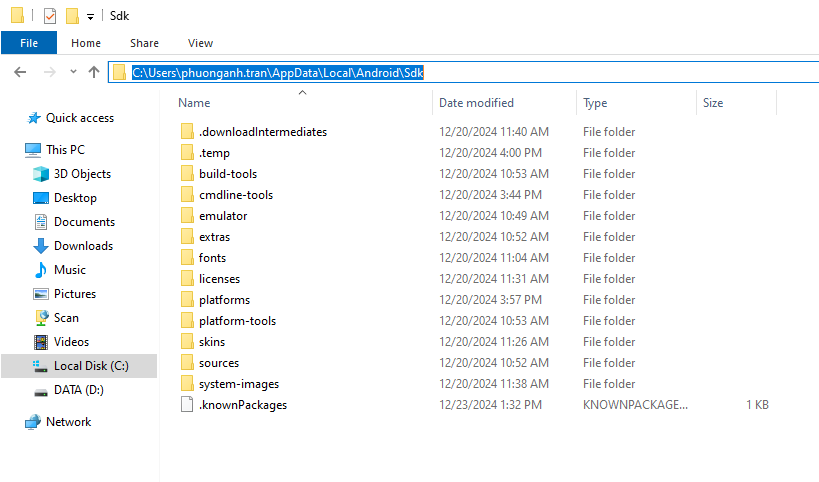 Sdk
File Home Share View
C:\Users\phuonganh.tran\AppData\Local\Android\Sdk
Name Date modified Type Size
Quick access
This PC
3D Objects
Desktop
Documents
Downloads
Music
Pictures
Scan
Videos
Local Disk (C:)
DATA (D:)
Network
.downloadIntermediates 12/20/2024 11:40 AM File folder
.temp 12/20/2024 4:00 PM File folder
build-tools 12/20/2024 10:53 AM File folder
cmdline-tools 12/20/2024 3:44 PM File folder
emulator 12/20/2024 10:49 AM File folder
extras 12/20/2024 10:52 AM File folder
fonts 12/20/2024 11:04 AM File folder
licenses 12/20/2024 11:31 AM File folder
platforms 12/20/2024 3:57 PM File folder
platform-tools 12/20/2024 10:53 AM File folder
skins 12/20/2024 11:26 AM File folder
sources 12/20/2024 10:52 AM File folder
system-images 12/20/2024 11:38 AM File folder
.knownPackages 12/23/2024 1:32 PM KNOWNPACKAGE... 1 KB